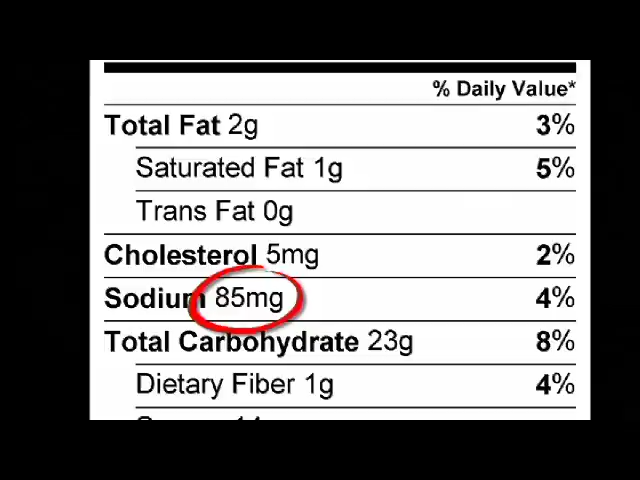 % Daily Value*
Total Fat 2g 3%
Saturated Fat 1g 5%
Trans Fat 0g
Cholesterol 5mg 2%
Sodium 85mg 4%
Total Carbohydrate 23g 8%
Dietary Fiber 1g 4%